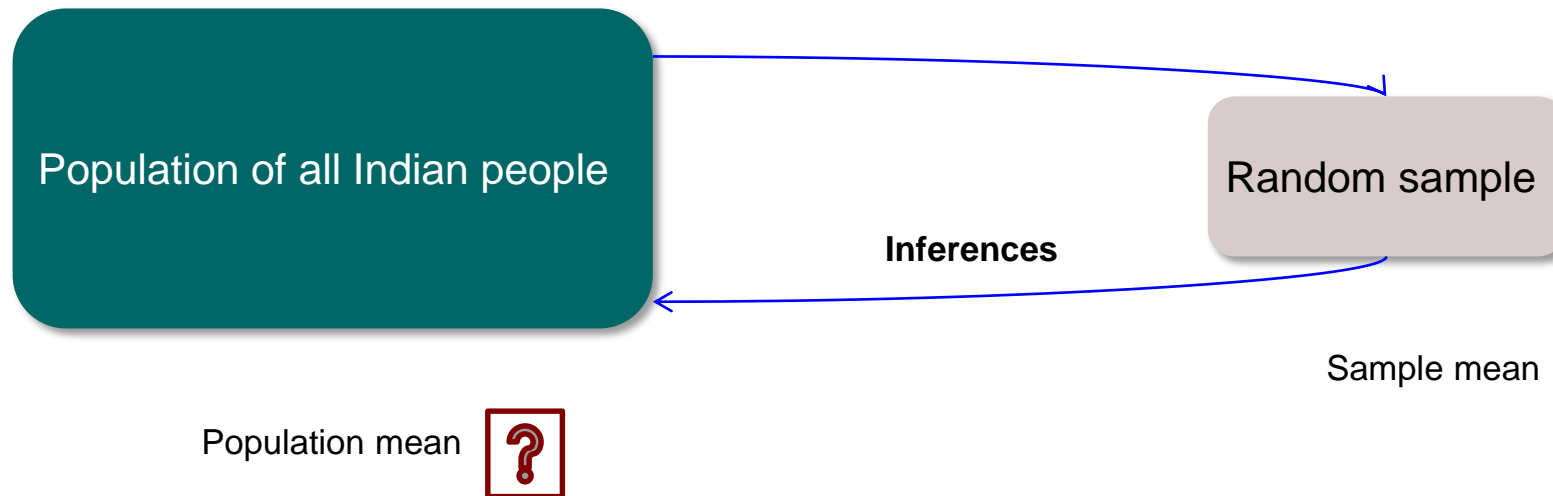 Population of all Indian people
Random sample
Inferences
Sample mean
Population mean ?